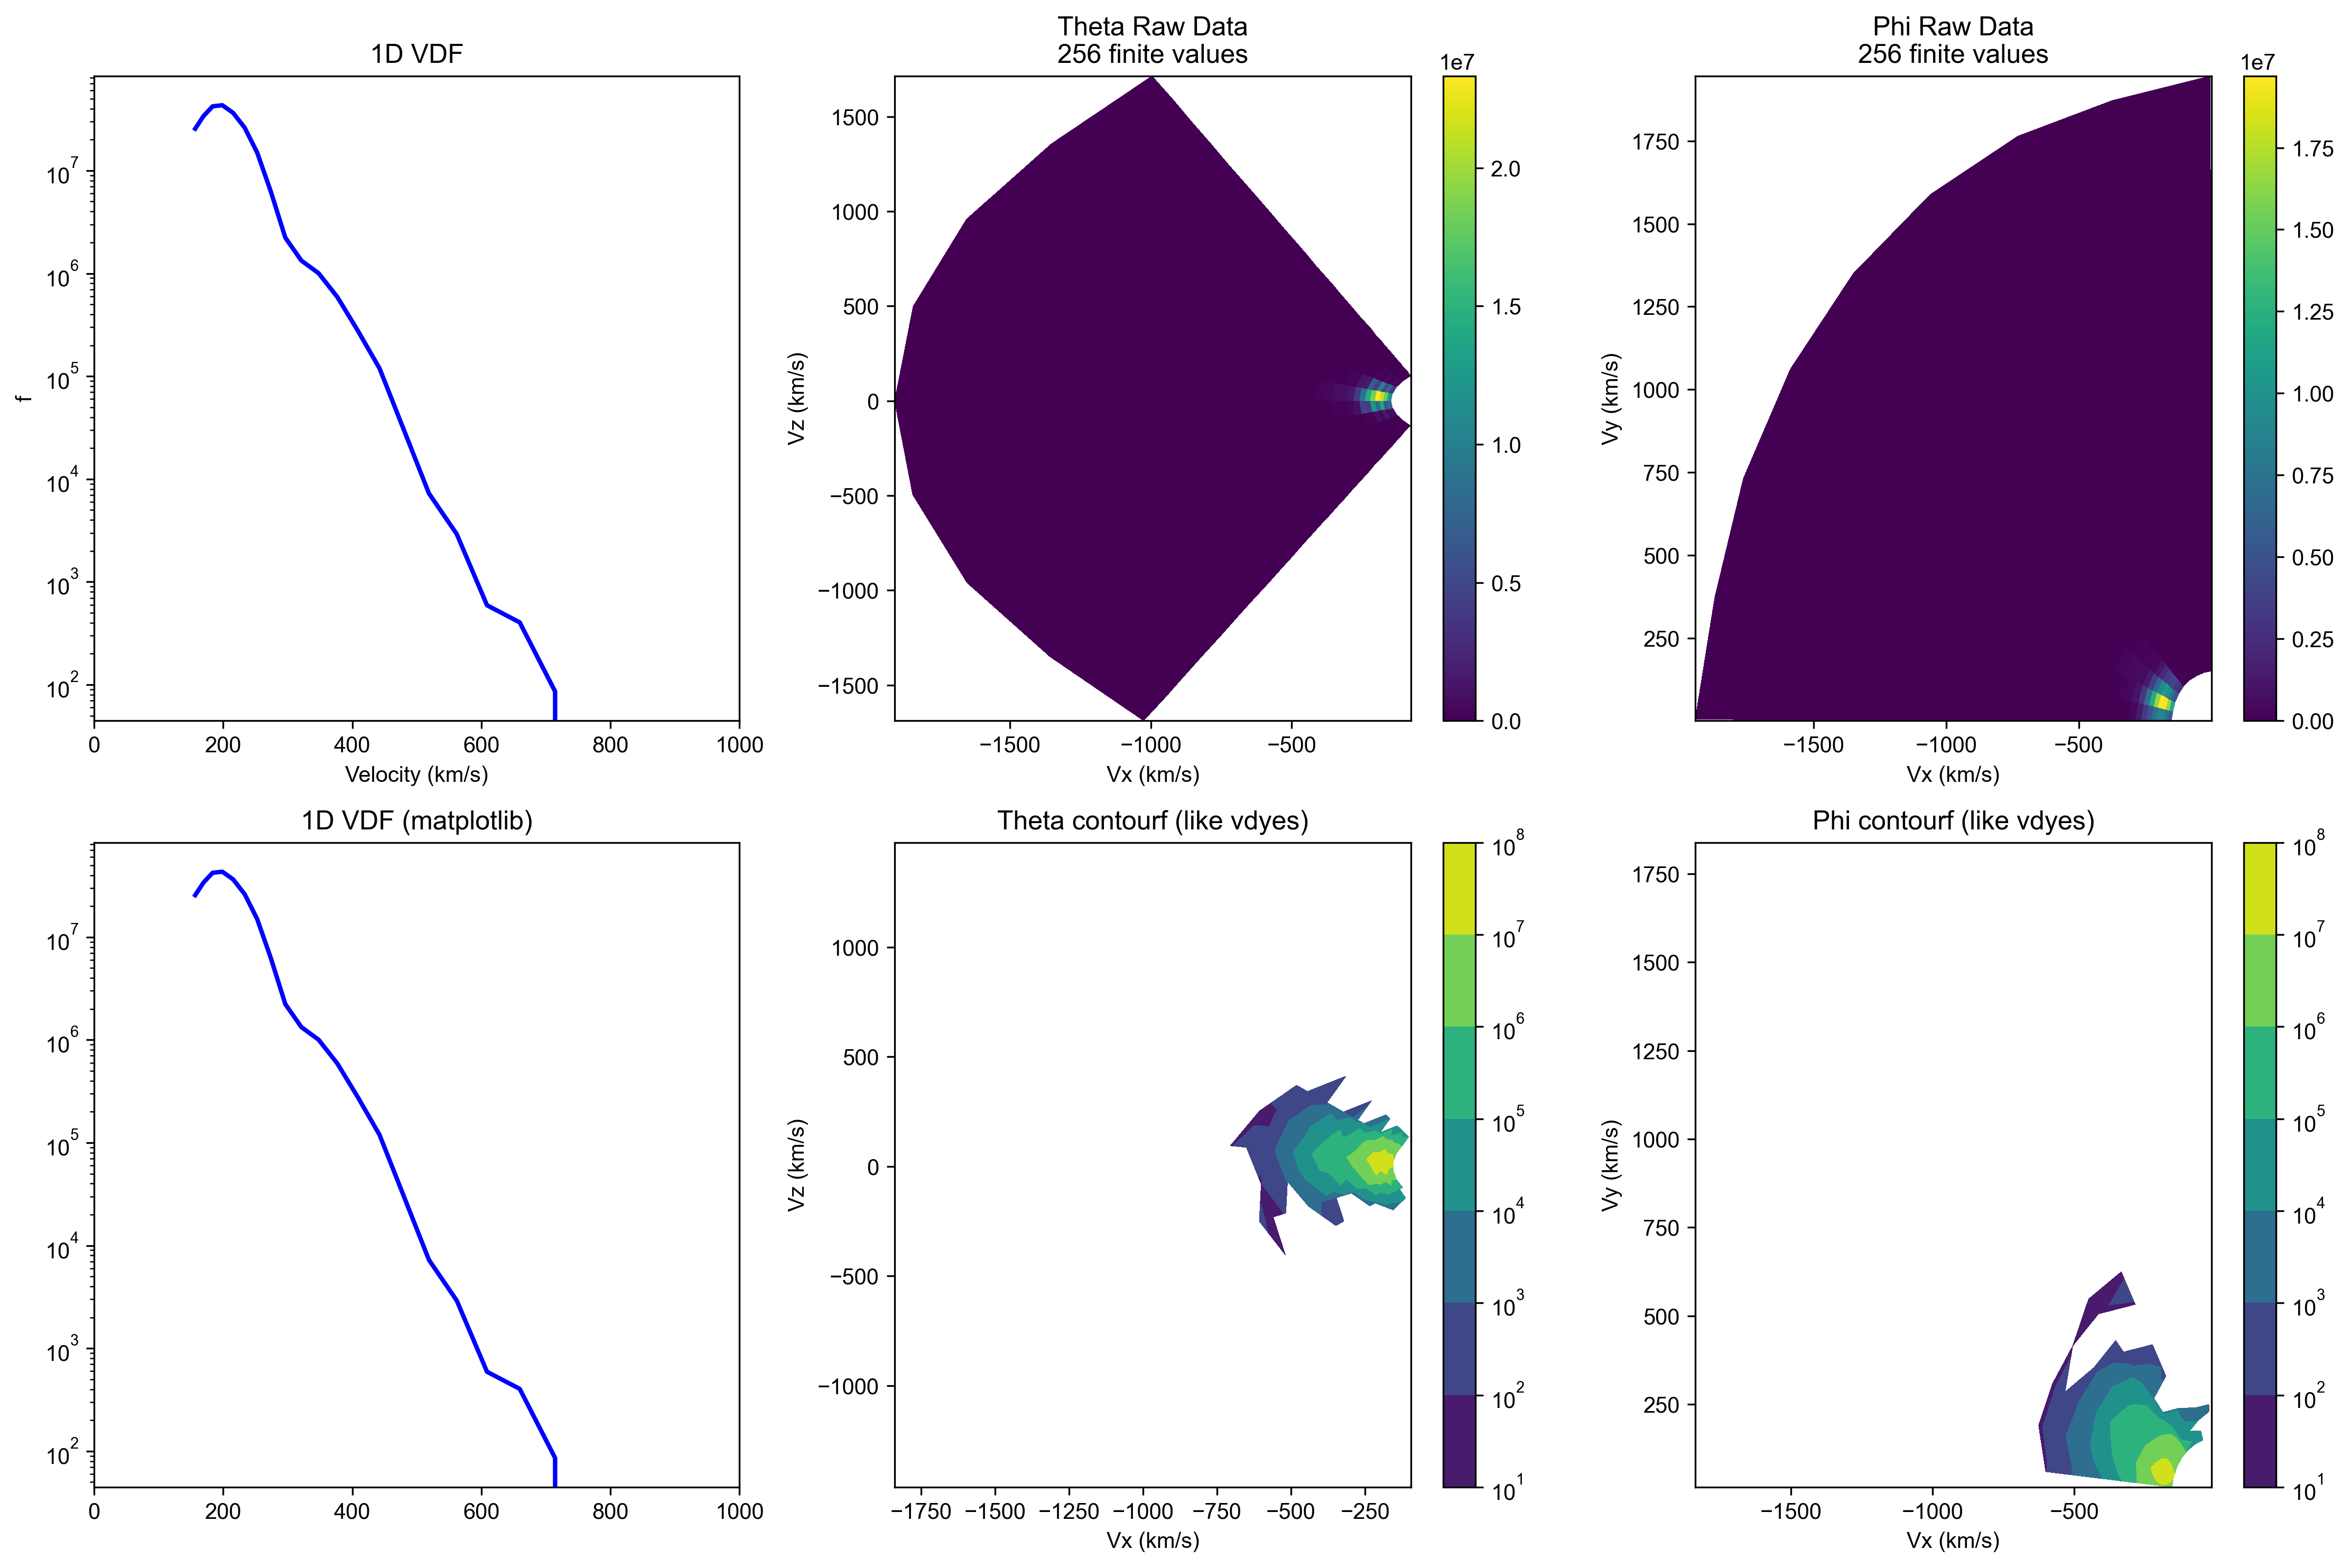 1D VDF
10^7
10^6
10^5
10^4
10^3
10^2
f
0 200 400 600 800 1000
Velocity (km/s)
Theta Raw Data
256 finite values
1500
1000
500
0
−500
−1000
−1500
Vz (km/s)
−1500 −1000 −500
Vx (km/s)
1e7
2.0
1.5
1.0
0.5
0.0
Phi Raw Data
256 finite values
1750
1500
1250
1000
750
500
250
Vy (km/s)
−1500 −1000 −500
Vx (km/s)
1e7
1.75
1.50
1.25
1.00
0.75
0.50
0.25
0.00
1D VDF (matplotlib)
10^7
10^6
10^5
10^4
10^3
10^2
0 200 400 600 800 1000
Theta contourf (like vdyes)
1000
500
0
−500
−1000
Vz (km/s)
−1750 −1500 −1250 −1000 −750 −500 −250
Vx (km/s)
10^8
10^7
10^6
10^5
10^4
10^3
10^2
10^1
Phi contourf (like vdyes)
1750
1500
1250
1000
750
500
250
Vy (km/s)
−1500 −1000 −500
Vx (km/s)
10^8
10^7
10^6
10^5
10^4
10^3
10^2
10^1